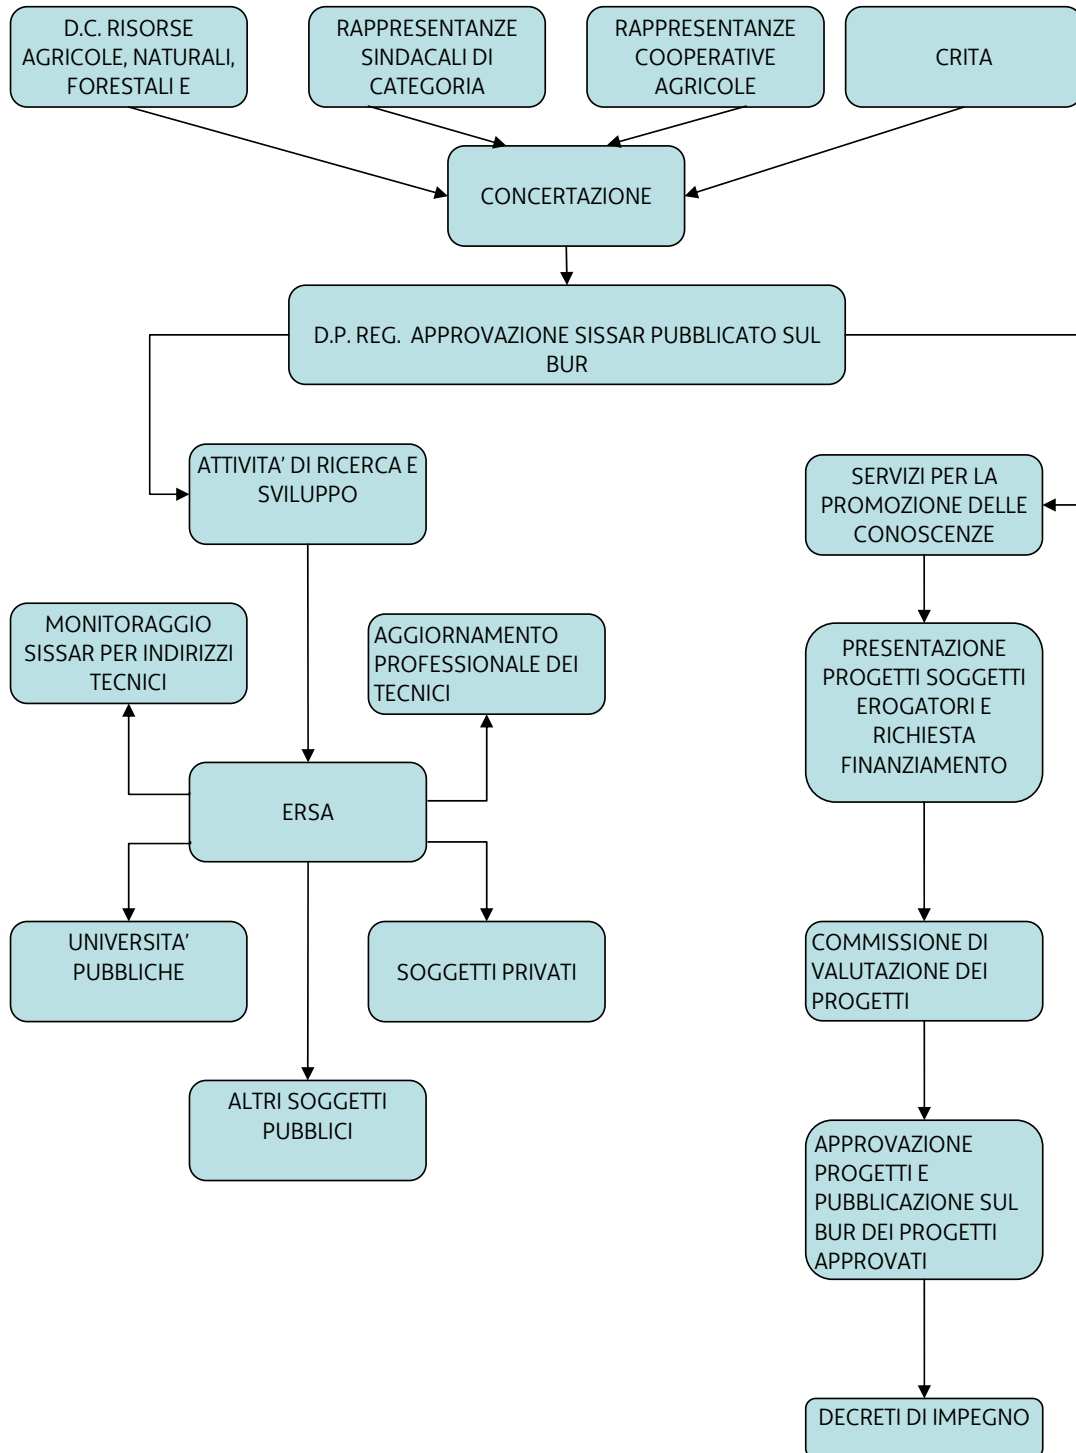 D.C. RISORSE
AGRICOLE, NATURALI,
FORESTALI E
RAPPRESENTANZE
SINDACALI DI
CATEGORIA
RAPPRESENTANZE
COOPERATIVE
AGRICOLE
CRITA
CONCERTAZIONE
D.P. REG. APPROVAZIONE SISSAR PUBBLICATO SUL
BUR
ATTIVITA’ DI RICERCA E
SVILUPPO
SERVIZI PER LA
PROMOZIONE DELLE
CONOSCENZE
MONITORAGGIO
SISSAR PER INDIRIZZI
TECNICI
AGGIORNAMENTO
PROFESSIONALE DEI
TECNICI
PRESENTAZIONE
PROGETTI SOGGETTI
EROGATORI E
RICHIESTA
FINANZIAMENTO
ERSA
UNIVERSITA’
PUBBLICHE
SOGGETTI PRIVATI
COMMISSIONE DI
VALUTAZIONE DEI
PROGETTI
ALTRI SOGGETTI
PUBBLICI
APPROVAZIONE
PROGETTI E
PUBBLICAZIONE SUL
BUR DEI PROGETTI
APPROVATI
DECRETI DI IMPEGNO